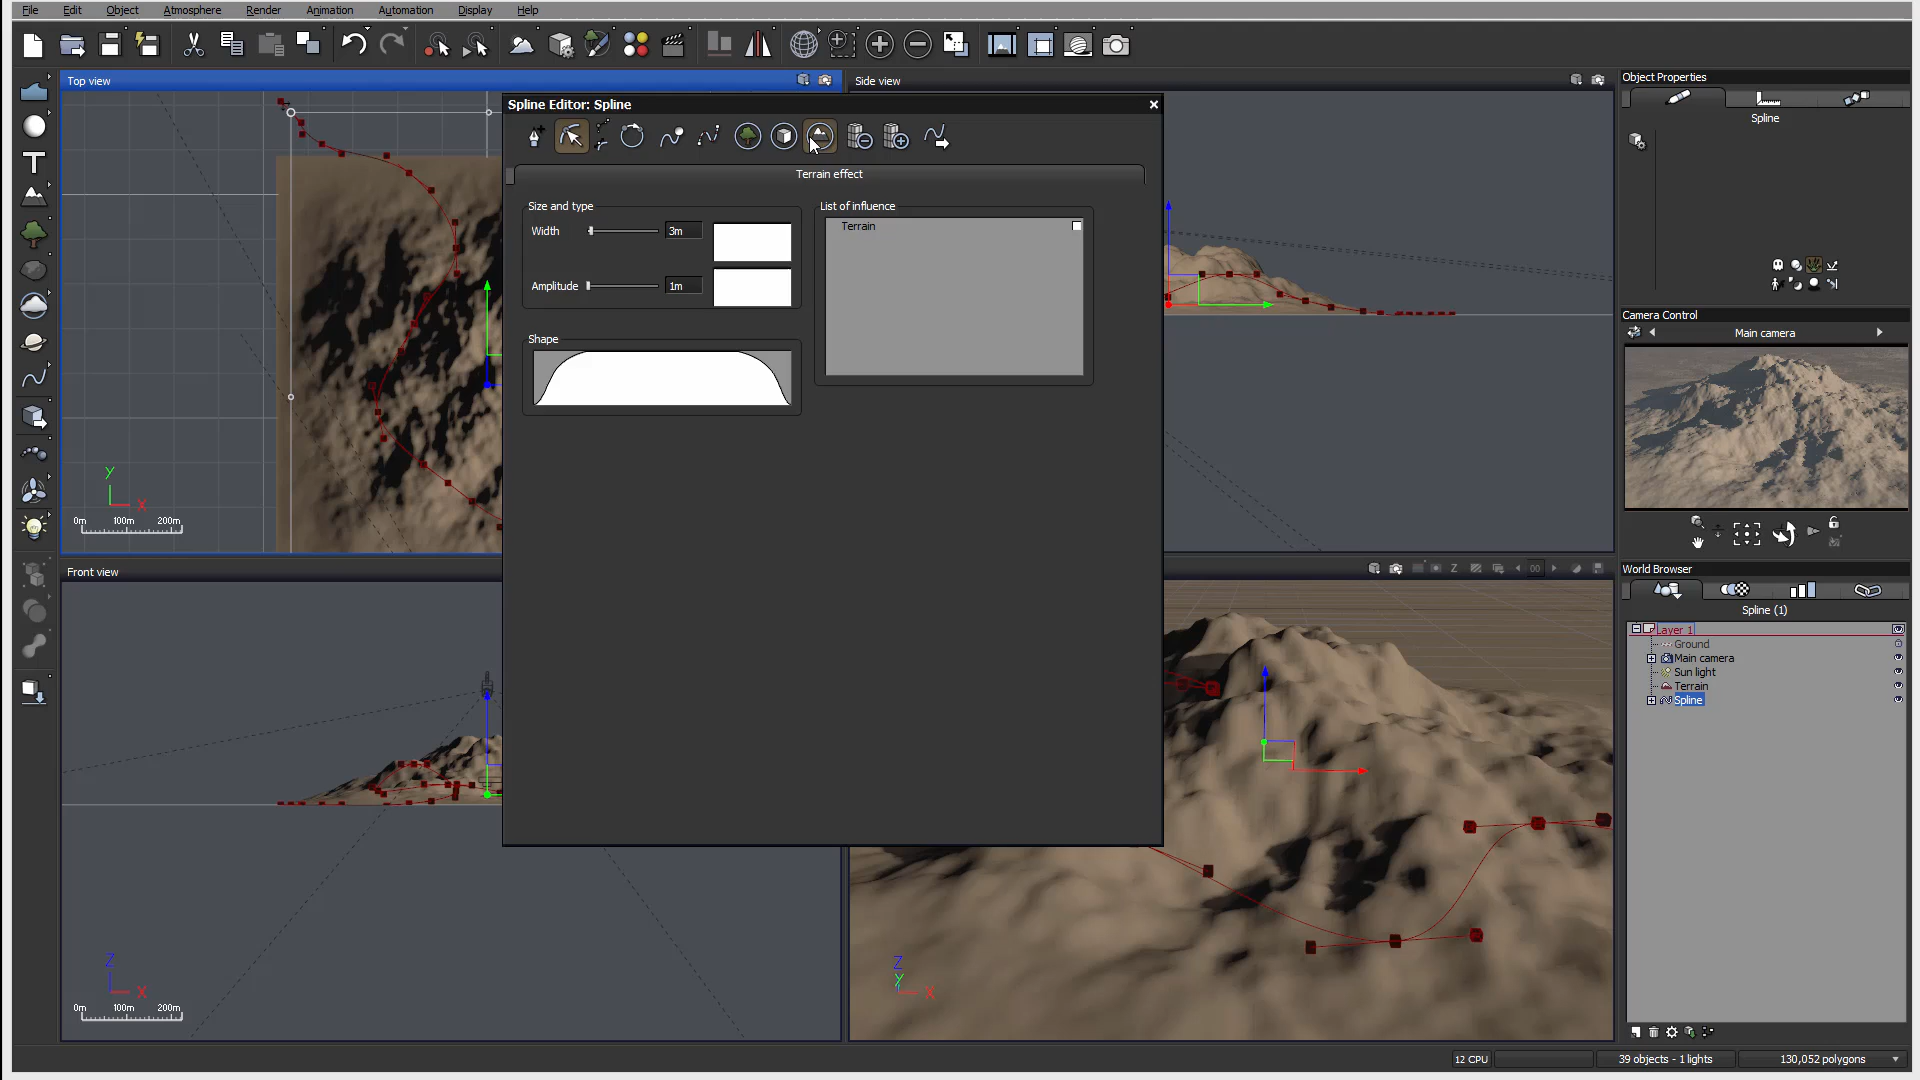 File Edit Object Atmosphere Render Animation Automation Display Help
Top view
Side view
Object Properties
Spline Editor: Spline
Spline
Terrain effect
Size and type
List of influence
Width
3m
Terrain
Amplitude
1m
Shape
Camera Control
Main camera
Y
X
0m 100m 200m
Front view
Z
00
World Browser
Spline (1)
Layer 1
Ground
Main camera
Sun light
Terrain
Spline
Z
X
0m 100m 200m
Z
Y
X
12 CPU
39 objects - 1 lights
130,052 polygons